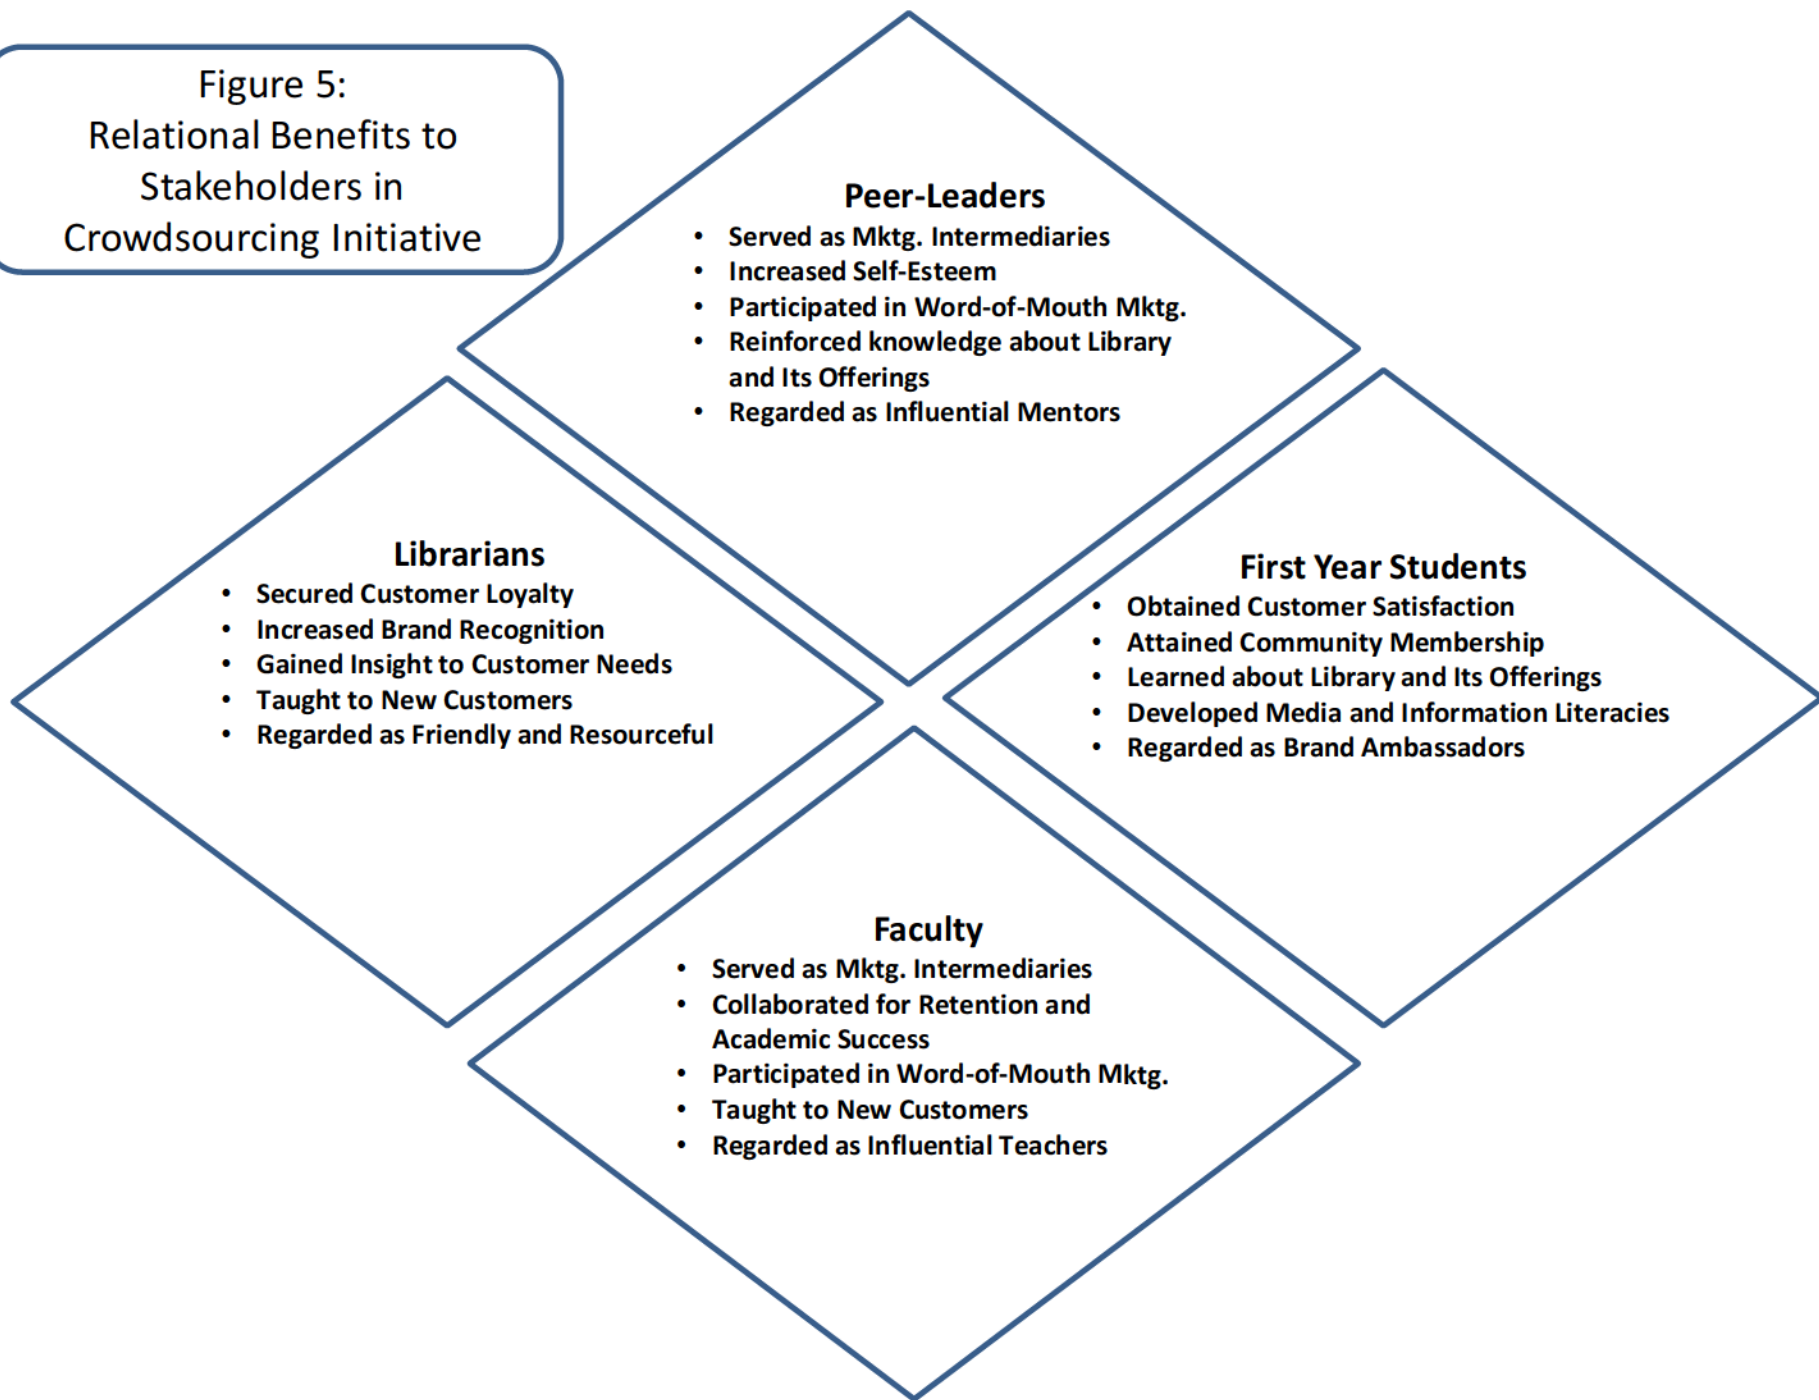 Figure 5:
Relational Benefits to
Stakeholders in
Crowdsourcing Initiative
Peer-Leaders
• Served as Mktg. Intermediaries
• Increased Self-Esteem
• Participated in Word-of-Mouth Mktg.
• Reinforced knowledge about Library
and Its Offerings
• Regarded as Influential Mentors
Librarians
• Secured Customer Loyalty
• Increased Brand Recognition
• Gained Insight to Customer Needs
• Taught to New Customers
• Regarded as Friendly and Resourceful
First Year Students
• Obtained Customer Satisfaction
• Attained Community Membership
• Learned about Library and Its Offerings
• Developed Media and Information Literacies
• Regarded as Brand Ambassadors
Faculty
• Served as Mktg. Intermediaries
• Collaborated for Retention and
Academic Success
• Participated in Word-of-Mouth Mktg.
• Taught to New Customers
• Regarded as Influential Teachers